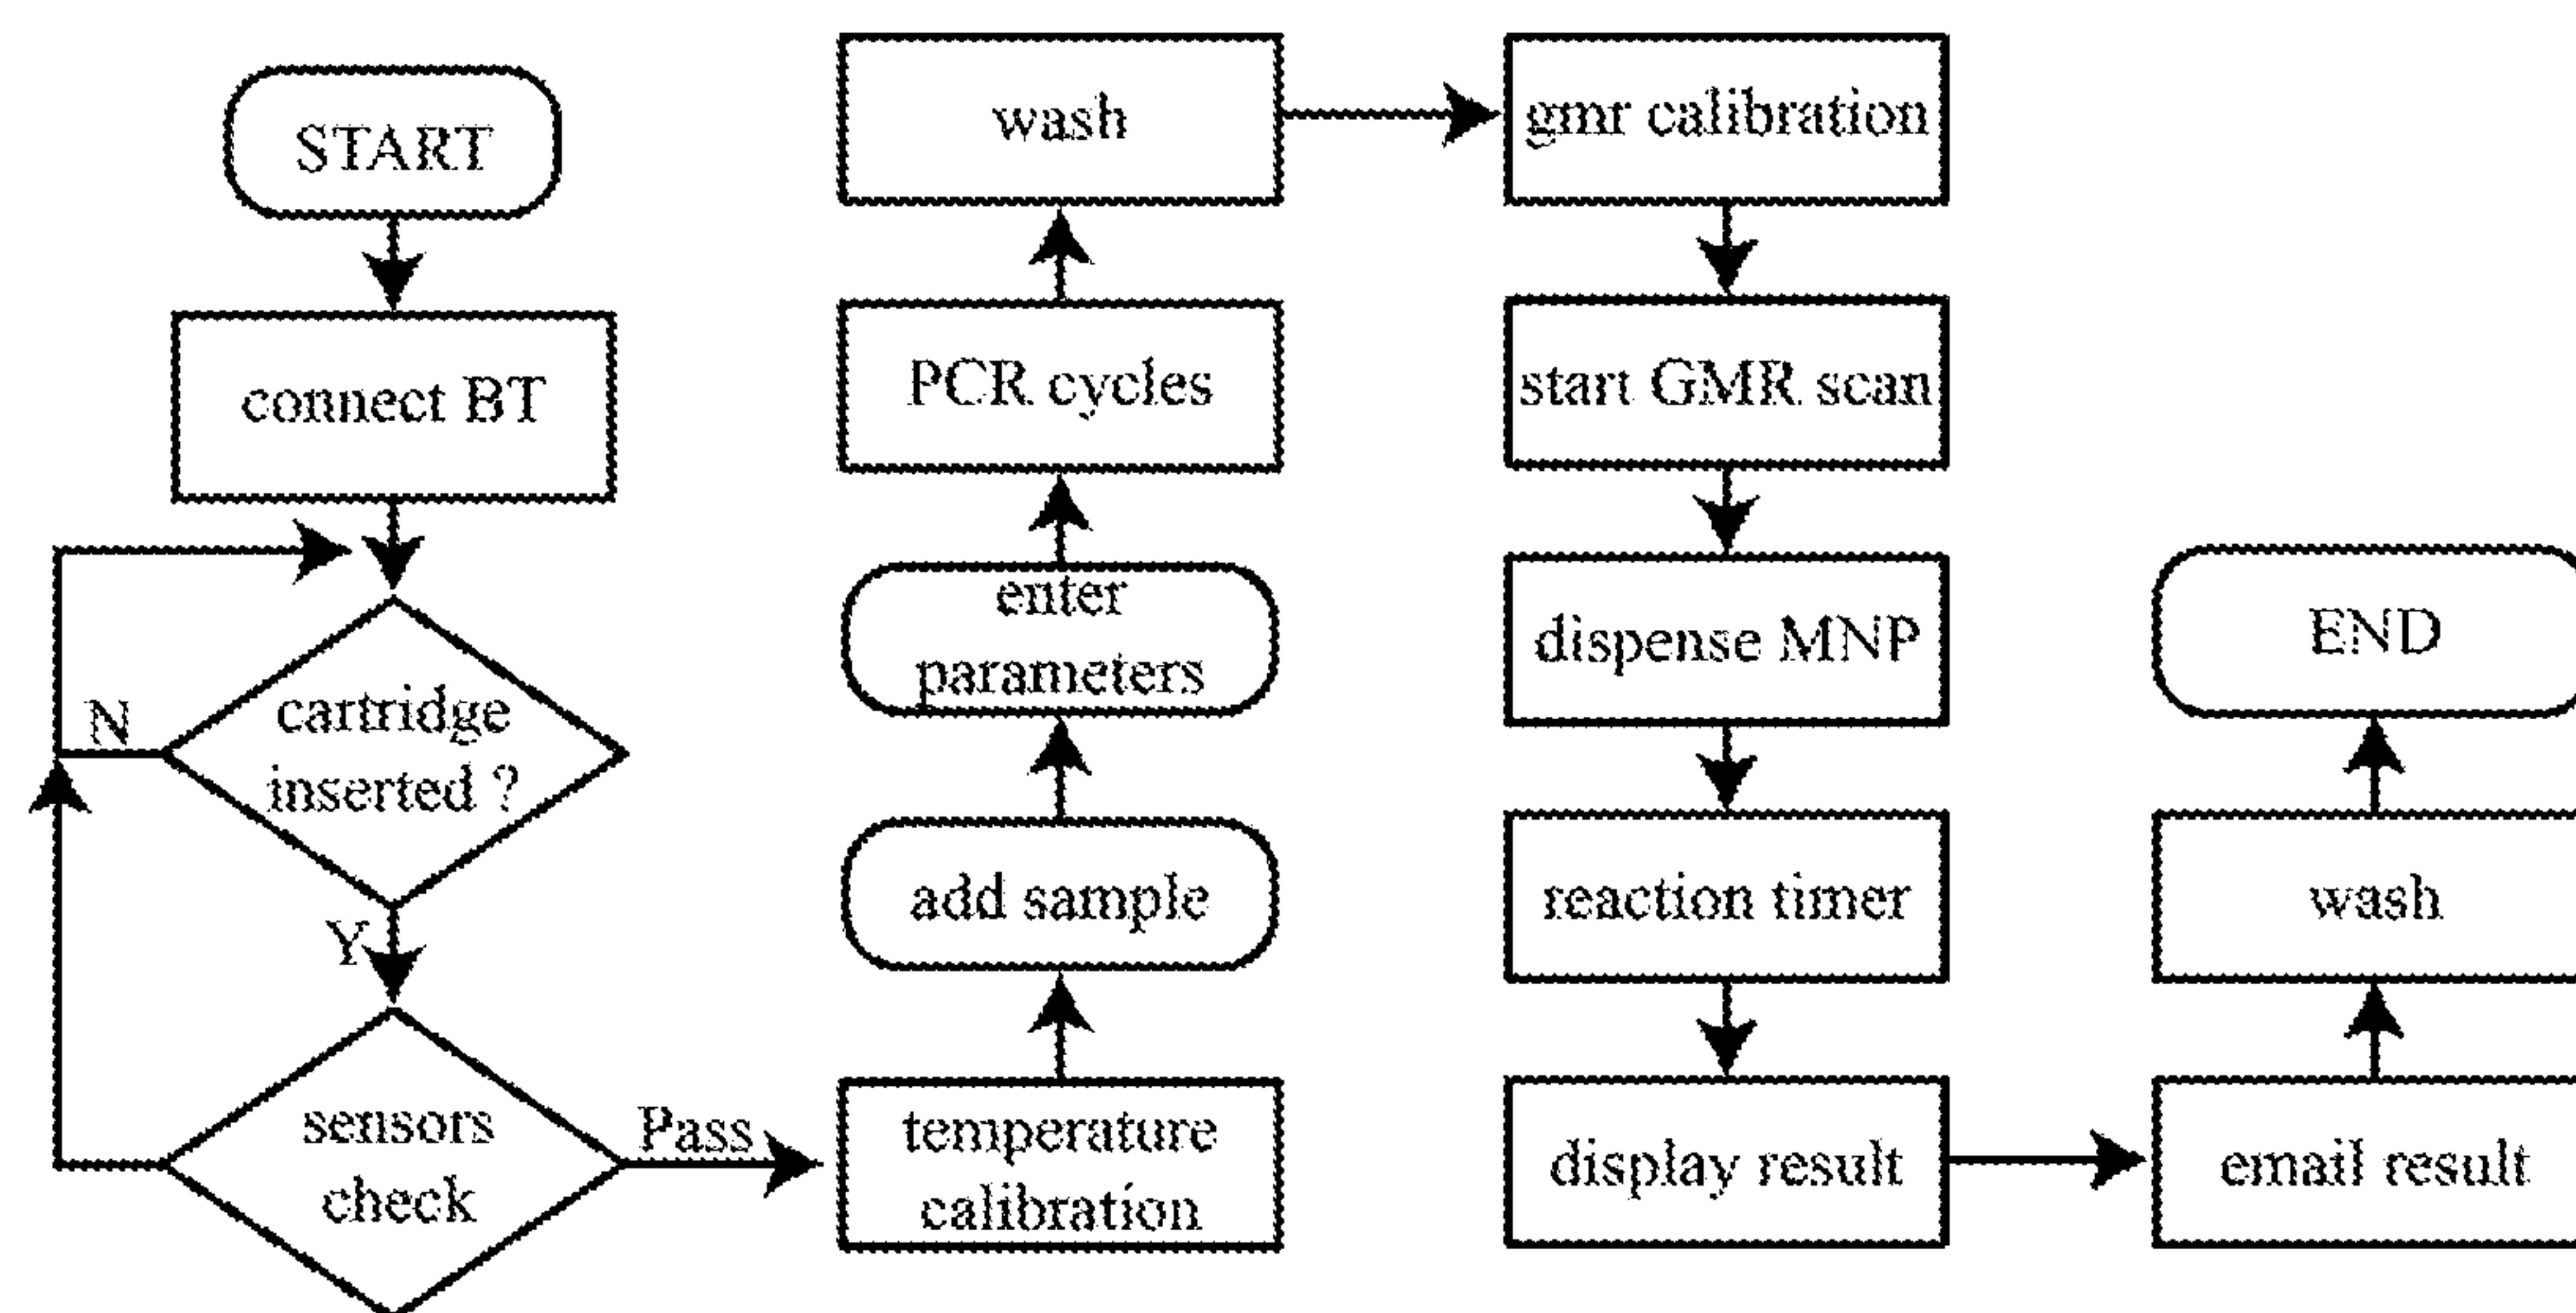 START
connect BT
N
cartridge
inserted ?
Y
sensors
check
Pass
temperature
calibration
add sample
enter
parameters
PCR cycles
wash
gmr calibration
start GMR scan
dispense MNP
reaction timer
display result
email result
wash
END